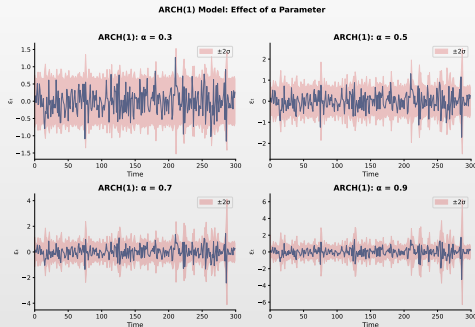 ARCH(1) Model: Effect of α Parameter
ARCH(1): α = 0.3
1.5
1.0
0.5
0.0
−0.5
−1.0
−1.5
εₜ
±2σ
0 50 100 150 200 250 300
Time
ARCH(1): α = 0.5
2
1
0
−1
−2
εₜ
±2σ
0 50 100 150 200 250 300
Time
ARCH(1): α = 0.7
4
2
0
−2
−4
εₜ
±2σ
0 50 100 150 200 250 300
Time
ARCH(1): α = 0.9
6
4
2
0
−2
−4
−6
εₜ
±2σ
0 50 100 150 200 250 300
Time